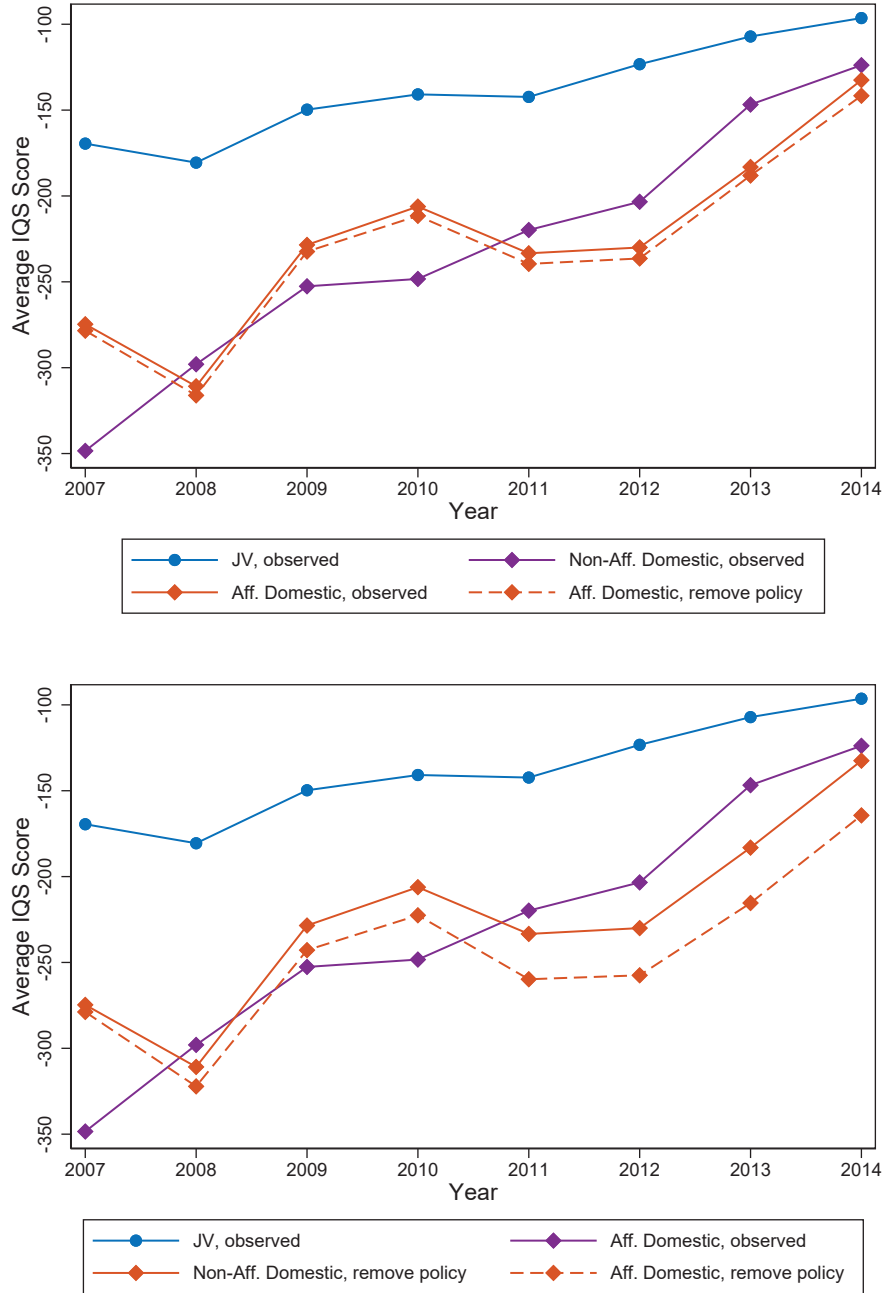 -100
-150
-200
-250
-300
-350
Average IQS Score
2007 2008 2009 2010 2011 2012 2013 2014
Year
JV, observed Non-Aff. Domestic, observed
Aff. Domestic, observed Aff. Domestic, remove policy
-100
-150
-200
-250
-300
-350
Average IQS Score
2007 2008 2009 2010 2011 2012 2013 2014
Year
JV, observed Aff. Domestic, observed
Non-Aff. Domestic, remove policy Aff. Domestic, remove policy